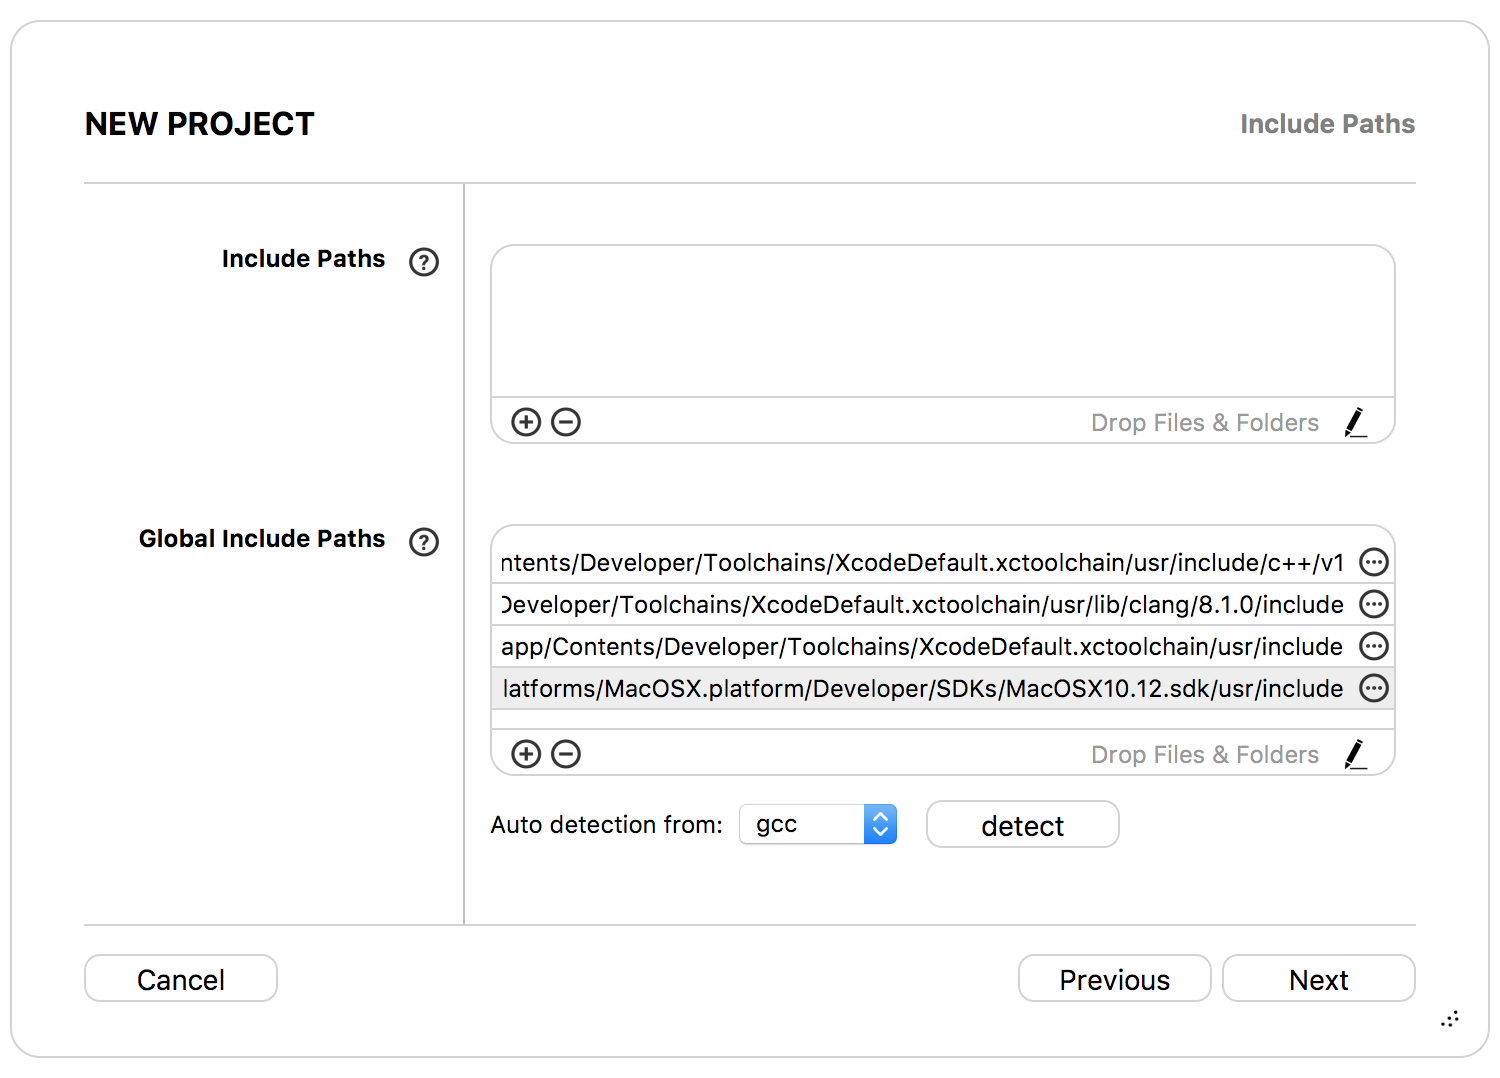 NEW PROJECT
Include Paths
Include Paths ?
Drop Files & Folders
Global Include Paths ?
ntents/Developer/Toolchains/XcodeDefault.xctoolchain/usr/include/c++/v1
Developer/Toolchains/XcodeDefault.xctoolchain/usr/lib/clang/8.1.0/include
app/Contents/Developer/Toolchains/XcodeDefault.xctoolchain/usr/include
latforms/MacOSX.platform/Developer/SDKs/MacOSX10.12.sdk/usr/include
Drop Files & Folders
Auto detection from: gcc detect
Cancel Previous Next